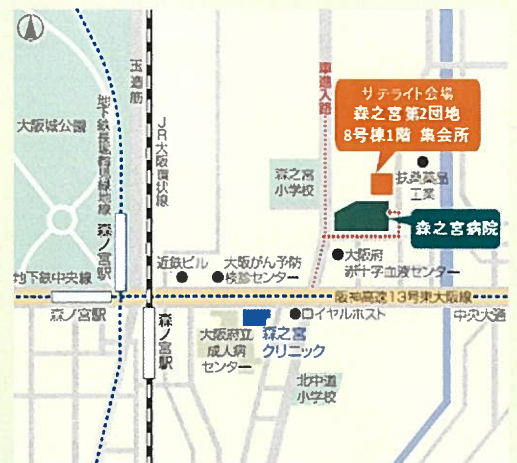 サテライト会場
森之宮第2団地
8号棟1階 集会所
車進入路
玉造筋
地下鉄長堀鶴見緑地線
JR大阪環状線
大阪城公園
森之宮
小学校
扶桑薬品
工業
森之宮病院
森ノ宮駅
近鉄ビル
大阪がん予防
検診センター
大阪府
赤十字血液センター
地下鉄中央線
阪神高速13号東大阪線
森ノ宮駅
森ノ宮駅
大阪府立
成人病
センター
森之宮
クリニック
ロイヤルホスト
中央大通
北中道
小学校